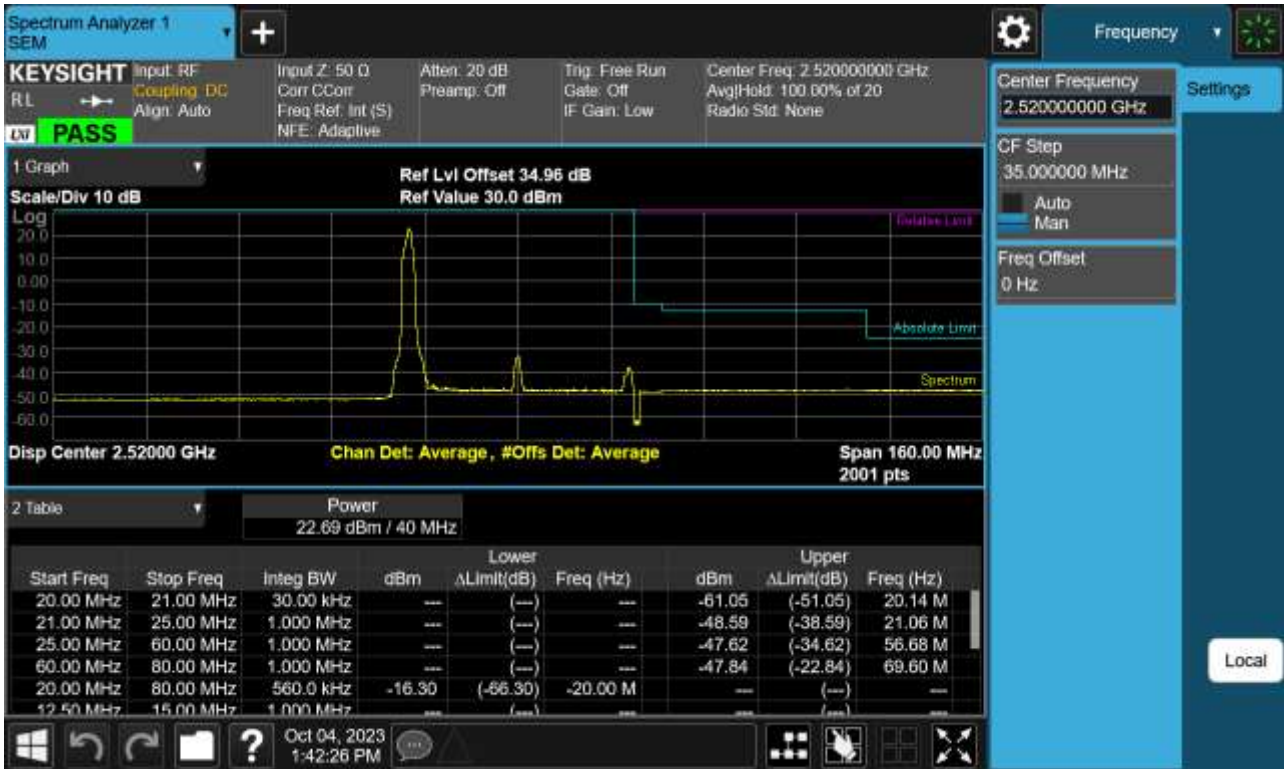 Spectrum Analyzer 1
SEM
Frequency
KEYSIGHT
RL
LXI
PASS
Input: RF
Coupling: DC
Align: Auto
Input Z: 50 Ω
Corr CCorr
Freq Ref: Int (S)
NFE: Adaptive
Atten: 20 dB
Preamp: Off
Trig: Free Run
Gate: Off
IF Gain: Low
Center Freq: 2.520000000 GHz
Avg|Hold: 100.00% of 20
Radio Std: None
Center Frequency
2.520000000 GHz
Settings
CF Step
35.000000 MHz
Auto
Man
Freq Offset
0 Hz
Local
1 Graph
Scale/Div 10 dB
Ref Lvl Offset 34.96 dB
Ref Value 30.0 dBm
Log
20.0
10.0
0.00
-10.0
-20.0
-30.0
-40.0
-50.0
-60.0
Relative Limit
Absolute Limit
Spectrum
Disp Center 2.52000 GHz
Chan Det: Average, #Offs Det: Average
Span 160.00 MHz
2001 pts
2 Table
Power
22.69 dBm / 40 MHz
Lower Upper
Start Freq Stop Freq Integ BW dBm ΔLimit(dB) Freq (Hz) dBm ΔLimit(dB) Freq (Hz)
20.00 MHz 21.00 MHz 30.00 kHz --- (---) --- -61.05 (-51.05) 20.14 M
21.00 MHz 25.00 MHz 1.000 MHz --- (---) --- -48.59 (-38.59) 21.06 M
25.00 MHz 60.00 MHz 1.000 MHz --- (---) --- -47.62 (-34.62) 56.68 M
60.00 MHz 80.00 MHz 1.000 MHz --- (---) --- -47.84 (-22.84) 69.60 M
20.00 MHz 80.00 MHz 560.0 kHz -16.30 (-66.30) -20.00 M --- (---) ---
12.50 MHz 15.00 MHz 1.000 MHz --- (---) --- --- (---) ---
Oct 04, 2023
1:42:26 PM